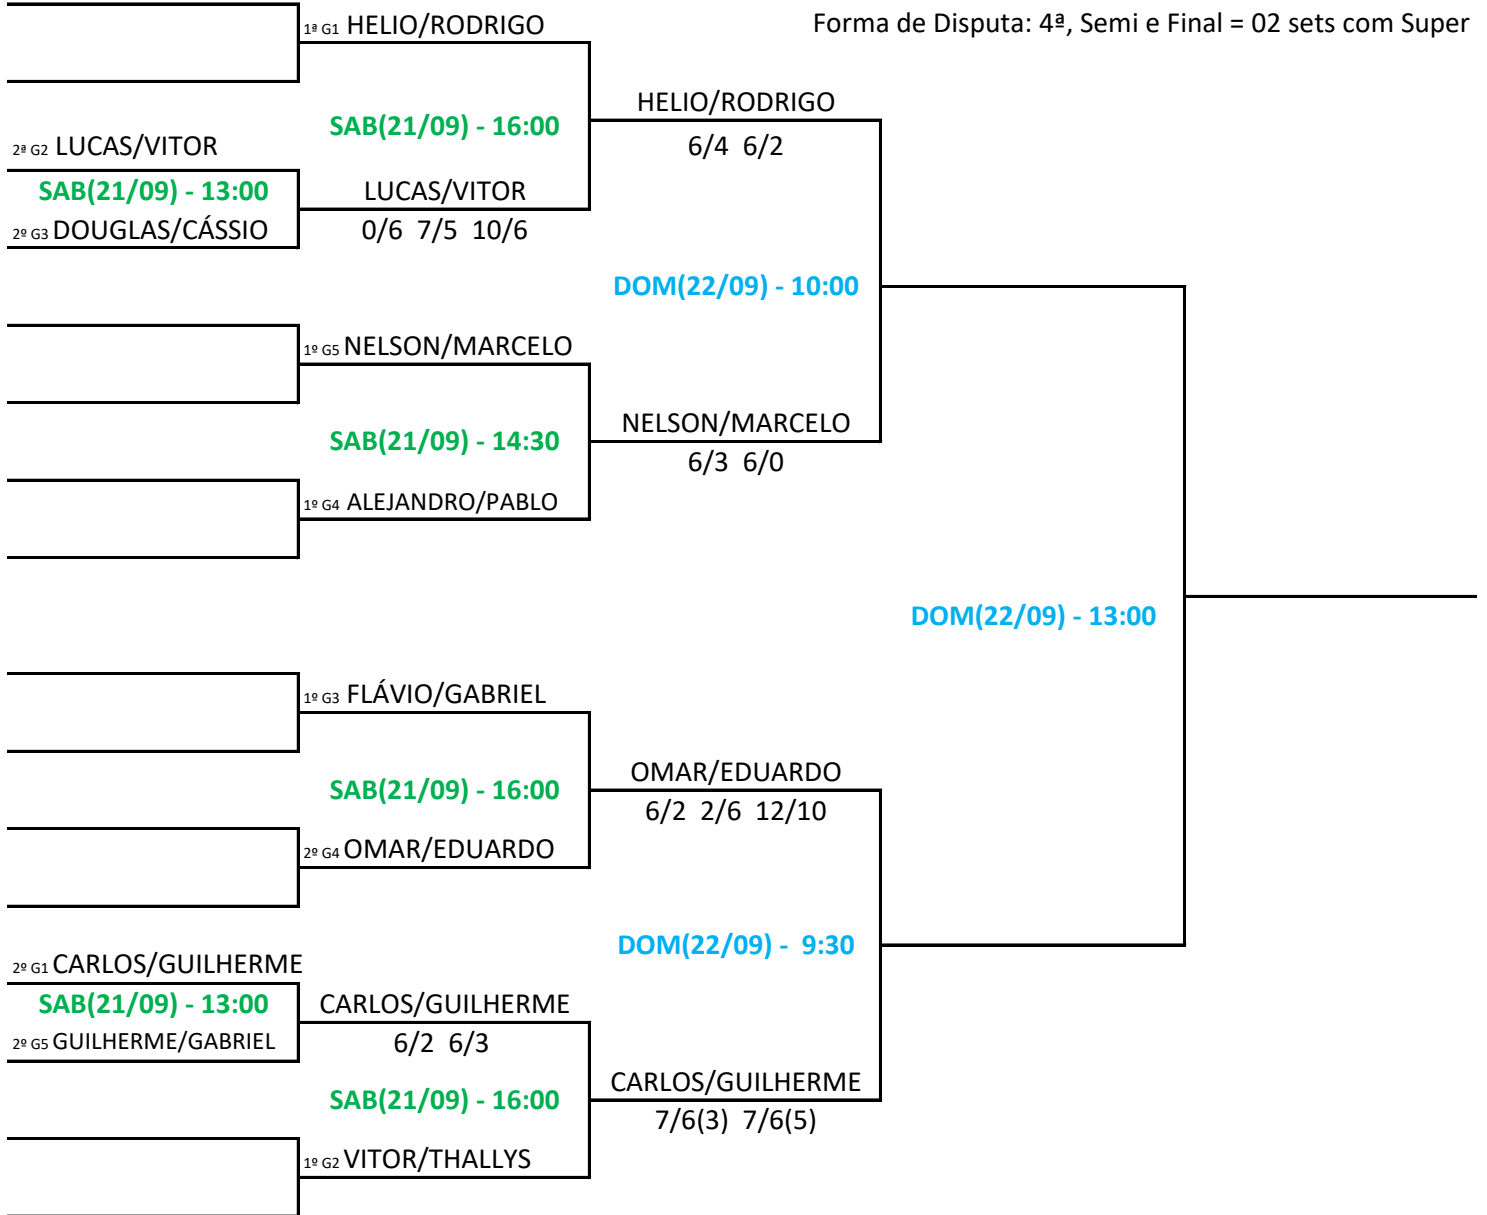 1ª G1 HELIO/RODRIGO
Forma de Disputa: 4ª, Semi e Final = 02 sets com Super
HELIO/RODRIGO
SAB(21/09) - 16:00
6/4 6/2
2ª G2 LUCAS/VITOR
SAB(21/09) - 13:00
LUCAS/VITOR
2º G3 DOUGLAS/CÁSSIO
0/6 7/5 10/6
DOM(22/09) - 10:00
1º G5 NELSON/MARCELO
NELSON/MARCELO
SAB(21/09) - 14:30
6/3 6/0
1º G4 ALEJANDRO/PABLO
DOM(22/09) - 13:00
1º G3 FLÁVIO/GABRIEL
OMAR/EDUARDO
SAB(21/09) - 16:00
6/2 2/6 12/10
2º G4 OMAR/EDUARDO
DOM(22/09) - 9:30
2º G1 CARLOS/GUILHERME
SAB(21/09) - 13:00
CARLOS/GUILHERME
2º G5 GUILHERME/GABRIEL
6/2 6/3
CARLOS/GUILHERME
SAB(21/09) - 16:00
7/6(3) 7/6(5)
1º G2 VITOR/THALLYS